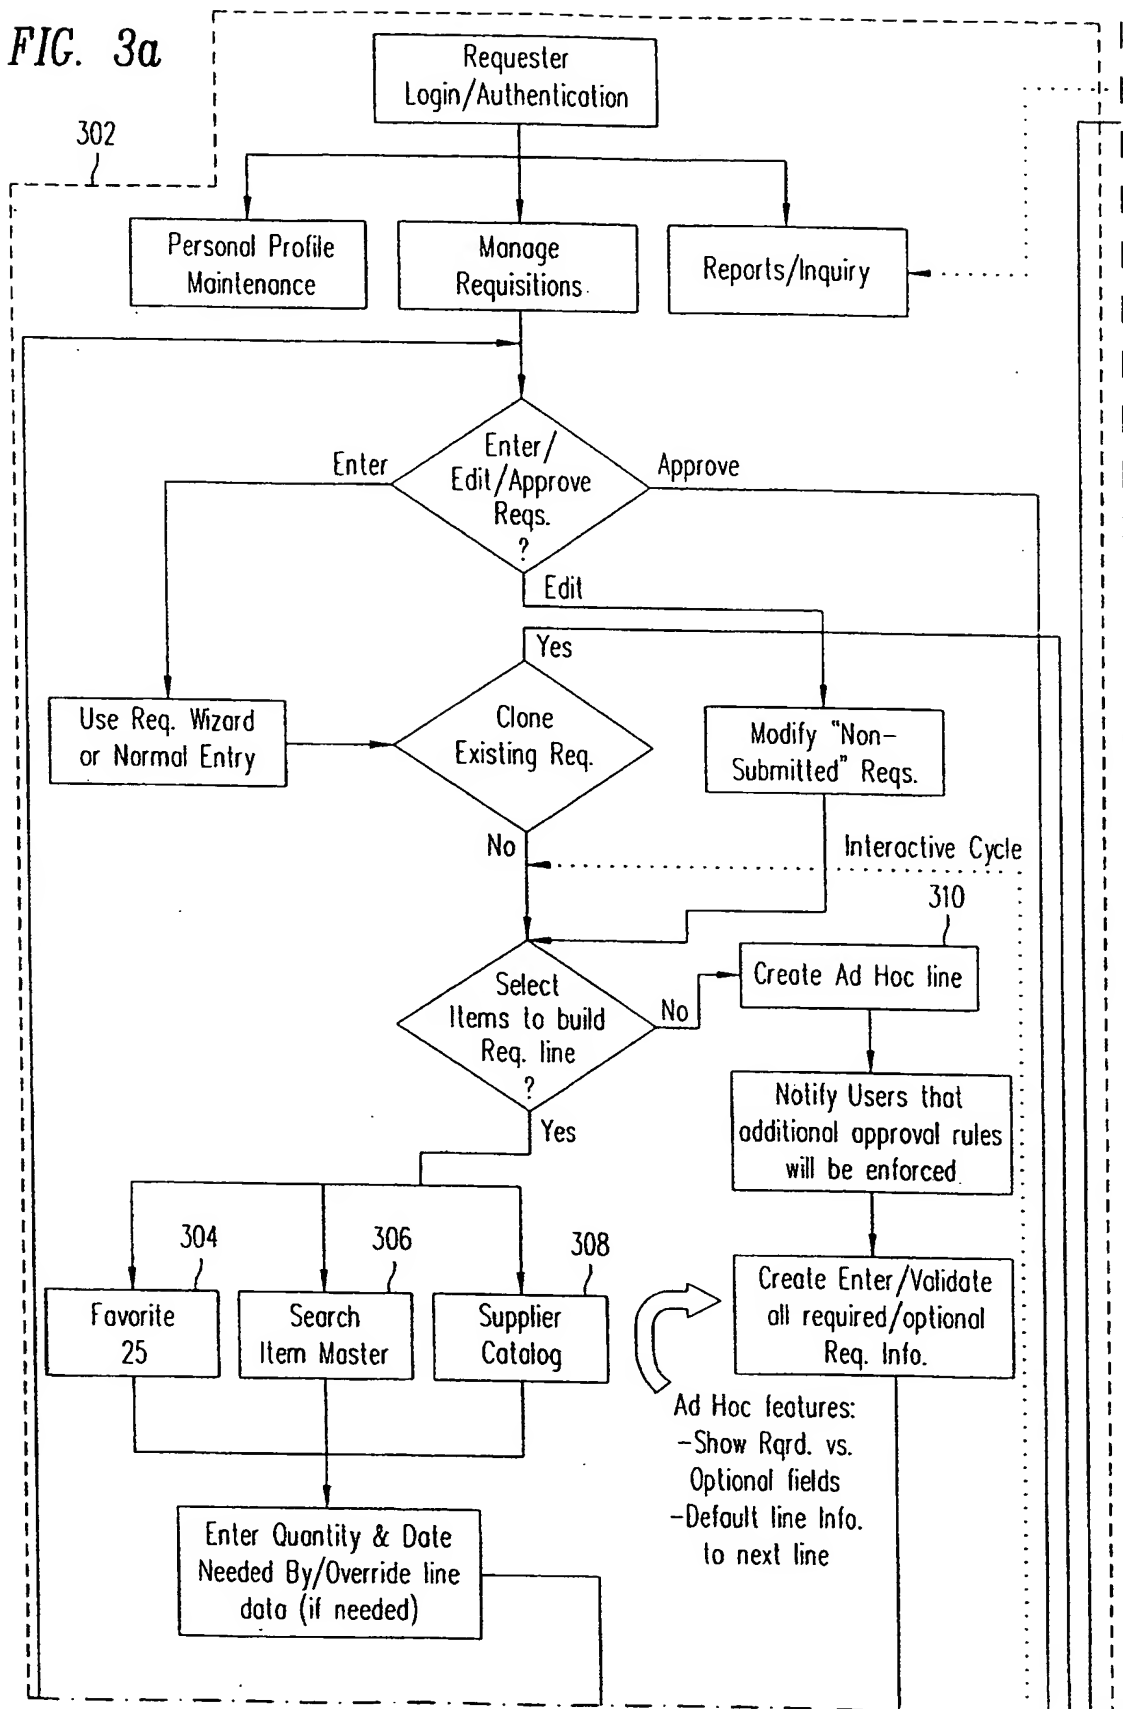 FIG. 3a
302
Requester
Login/Authentication
Personal Profile
Maintenance
Manage
Requisitions
Reports/Inquiry
Enter
Enter/
Edit/Approve
Reqs.
?
Approve
Edit
Yes
Use Req. Wizard
or Normal Entry
Clone
Existing Req.
Modify "Non-
Submitted" Reqs.
No
Interactive Cycle
310
Select
Items to build
Req. line
?
No
Create Ad Hoc line
Yes
Notify Users that
additional approval rules
will be enforced
304
306
308
Favorite
25
Search
Item Master
Supplier
Catalog
Create Enter/Validate
all required/optional
Req. Info.
Ad Hoc features:
-Show Rqrd. vs.
Optional fields
-Default line Info.
to next line
Enter Quantity & Date
Needed By/Override line
data (if needed)